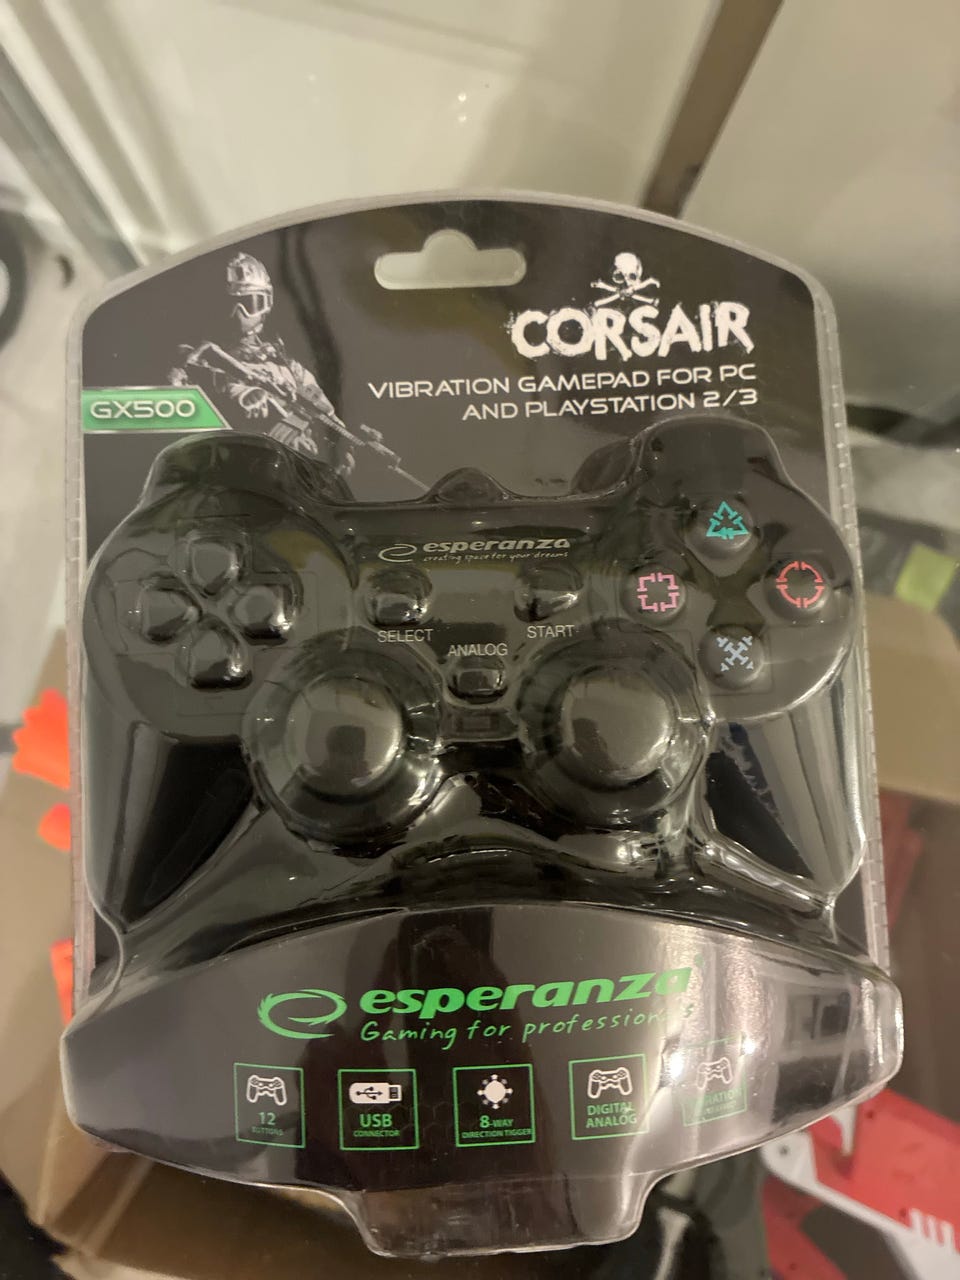 CORSAIR
VIBRATION GAMEPAD FOR PC
AND PLAYSTATION 2/3
GX500
esperanza
creating space for your dreams
SELECT
START
ANALOG
esperanza
Gaming for professionals
12
BUTTONS
USB
CONNECTOR
8-WAY
DIRECTION TIGGER
DIGITAL
ANALOG
VIBRATION